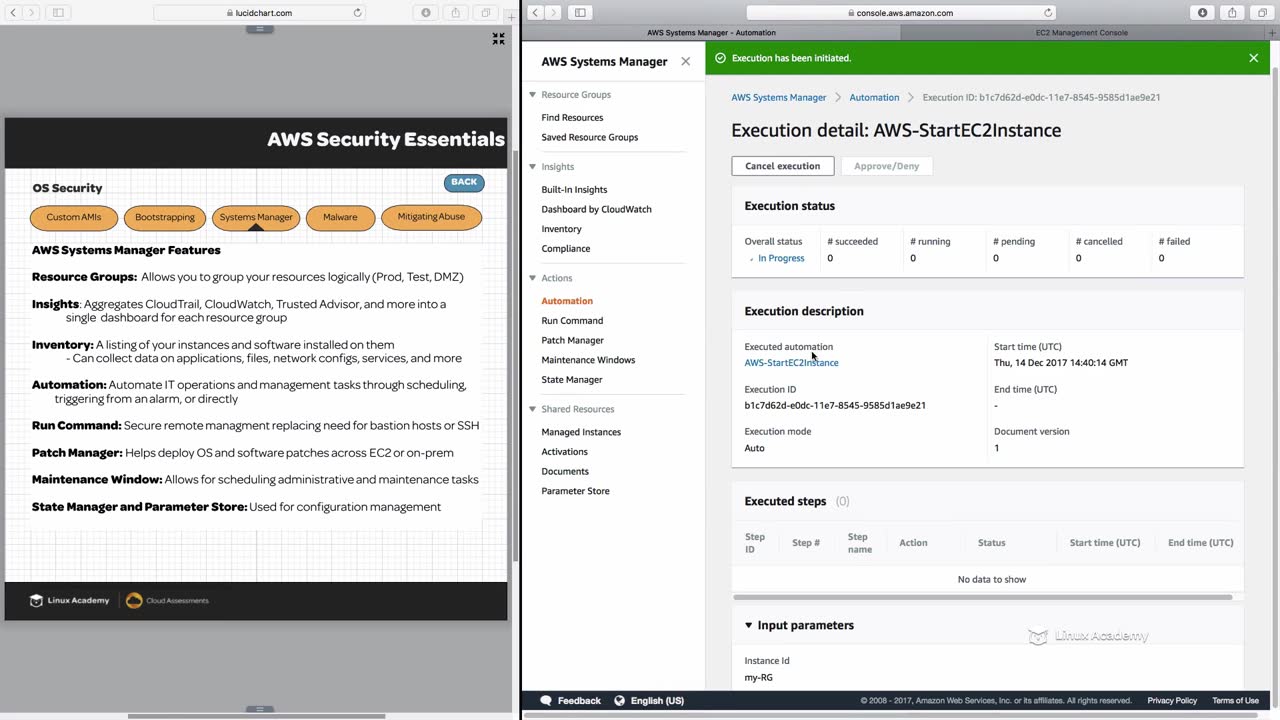 lucidchart.com
AWS Security Essentials
OS Security
BACK
Custom AMIs
Bootstrapping
Systems Manager
Malware
Mitigating Abuse
AWS Systems Manager Features
Resource Groups: Allows you to group your resources logically (Prod, Test, DMZ)
Insights: Aggregates CloudTrail, CloudWatch, Trusted Advisor, and more into a
single dashboard for each resource group
Inventory: A listing of your instances and software installed on them
- Can collect data on applications, files, network configs, services, and more
Automation: Automate IT operations and management tasks through scheduling,
triggering from an alarm, or directly
Run Command: Secure remote managment replacing need for bastion hosts or SSH
Patch Manager: Helps deploy OS and software patches across EC2 or on-prem
Maintenance Window: Allows for scheduling administrative and maintenance tasks
State Manager and Parameter Store: Used for configuration management
Linux Academy
Cloud Assessments
console.aws.amazon.com
AWS Systems Manager - Automation
EC2 Management Console
AWS Systems Manager
Resource Groups
Find Resources
Saved Resource Groups
Insights
Built-In Insights
Dashboard by CloudWatch
Inventory
Compliance
Actions
Automation
Run Command
Patch Manager
Maintenance Windows
State Manager
Shared Resources
Managed Instances
Activations
Documents
Parameter Store
Execution has been initiated.
AWS Systems Manager > Automation > Execution ID: b1c7d62d-e0dc-11e7-8545-9585d1ae9e21
Execution detail: AWS-StartEC2Instance
Cancel execution
Approve/Deny
Execution status
Overall status # succeeded # running # pending # cancelled # failed
In Progress 0 0 0 0 0
Execution description
Executed automation
AWS-StartEC2Instance
Start time (UTC)
Thu, 14 Dec 2017 14:40:14 GMT
Execution ID
b1c7d62d-e0dc-11e7-8545-9585d1ae9e21
End time (UTC)
-
Execution mode
Auto
Document version
1
Executed steps (0)
Step ID Step # Step name Action Status Start time (UTC) End time (UTC)
No data to show
Input parameters
Linux Academy
Instance Id
my-RG
Feedback
English (US)
© 2008 - 2017, Amazon Web Services, Inc. or its affiliates. All rights reserved.
Privacy Policy
Terms of Use